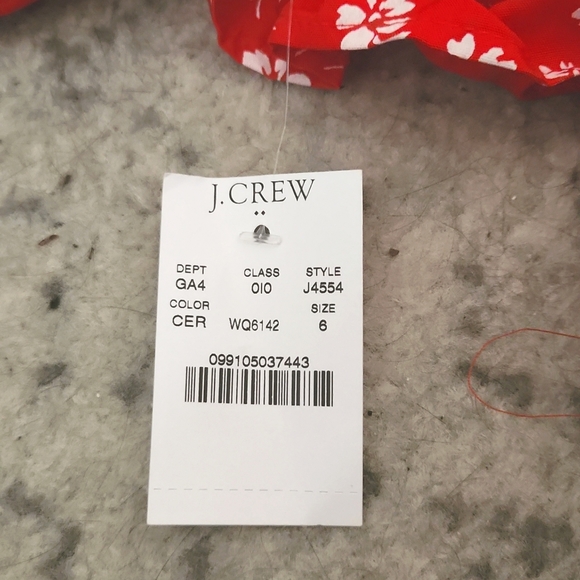 J.CREW
DEPT CLASS STYLE
GA4 010 J4554
COLOR SIZE
CER WQ6142 6
099105037443